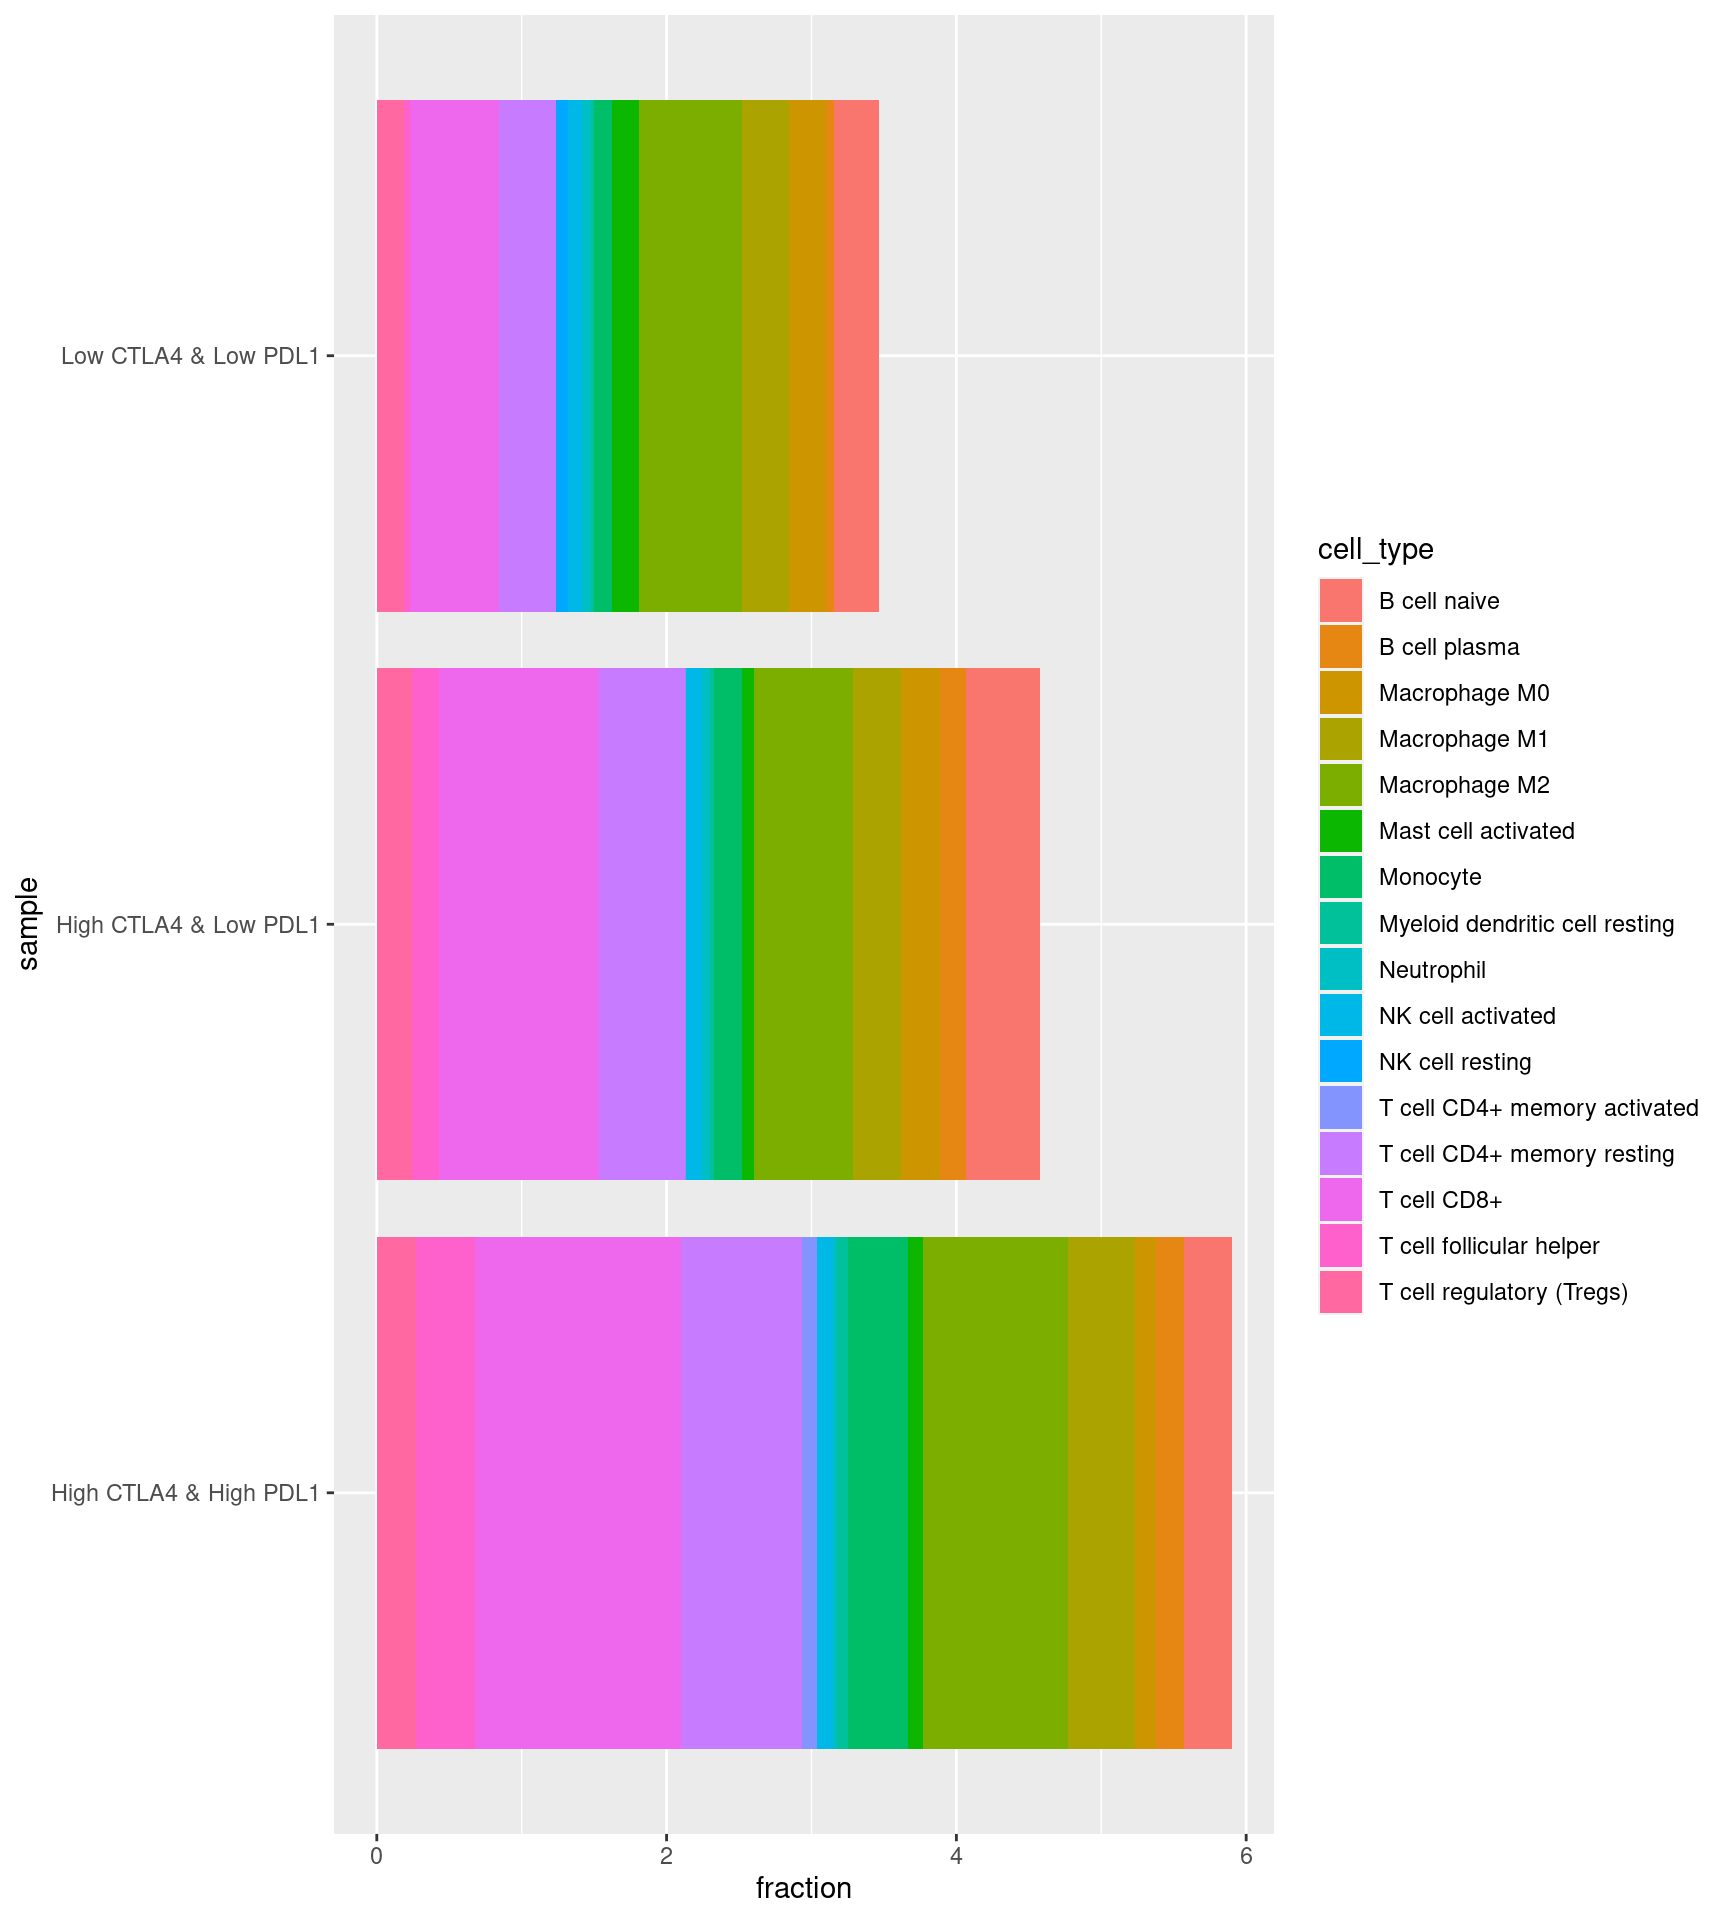 Low CTLA4 & Low PDL1
High CTLA4 & Low PDL1
High CTLA4 & High PDL1
sample
0 2 4 6
fraction
cell_type
B cell naive
B cell plasma
Macrophage M0
Macrophage M1
Macrophage M2
Mast cell activated
Monocyte
Myeloid dendritic cell resting
Neutrophil
NK cell activated
NK cell resting
T cell CD4+ memory activated
T cell CD4+ memory resting
T cell CD8+
T cell follicular helper
T cell regulatory (Tregs)